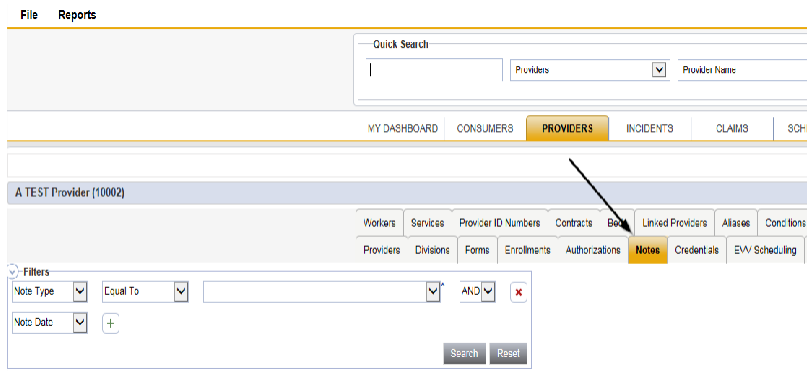 File Reports
Quick Search
Providers Provider Name
MY DASHBOARD CONSUMERS PROVIDERS INCIDENTS CLAIMS SCH
A TEST Provider (10002)
Workers Services Provider ID Numbers Contracts Linked Providers Aliases Conditions
Providers Divisions Forms Enrollments Authorizations Notes Credentials EVV Scheduling
Filters
Note Type Equal To AND
Note Date
Search Reset